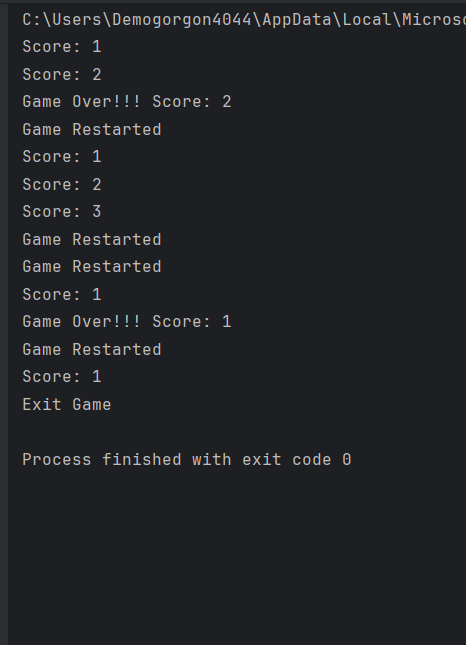 C:\Users\Demogorgon4044\AppData\Local\Microso
Score: 1
Score: 2
Game Over!!! Score: 2
Game Restarted
Score: 1
Score: 2
Score: 3
Game Restarted
Game Restarted
Score: 1
Game Over!!! Score: 1
Game Restarted
Score: 1
Exit Game
Process finished with exit code 0